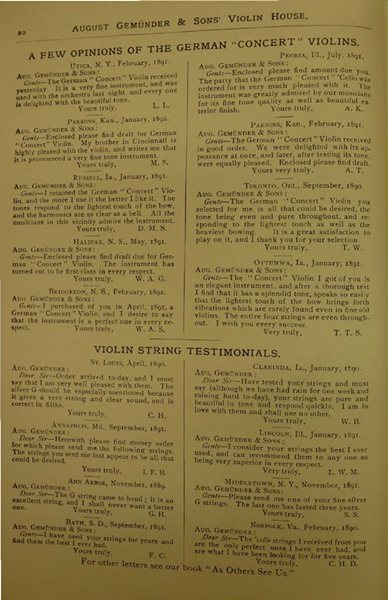 20
AUGUST GEMÜNDER & SONS' VIOLIN HOUSE,
A FEW OPINIONS OF THE GERMAN "CONCERT" VIOLINS.
UTICA, N. Y., February, 1891.
AUG. GEMÜNDER & SONS:
Gents—The German "Concert" Violin received
yesterday. It is a very fine instrument, and was
used with the orchestra last night and every one
is delighted with the beautiful tone.
Yours truly, L. L.
PARSONS, Kan., January, 1892.
AUG. GEMÜNDER & SONS:
Gents—Enclosed please find draft for German
"Concert" Violin. My brother in Cincinnati is
highly pleased with the violin, and writes me that
it is pronounced a very fine tone instrument.
Yours truly, M. S.
RUSSELL, Ia., January, 1891.
AUG. GEMÜNDER & SONS:
Gents—I retained the German "Concert" Vio-
lin, and the more I use it the better I like it. The
tones respond to the lightest touch of the bow,
and the harmonics are as clear as a bell. All the
musicians in this vicinity admire the instrument.
Yours truly, D. M. S.
HALIFAX, N. S., May, 1891.
AUG. GEMÜNDER & SONS:
Gents—Enclosed please find draft due for Ger-
man "Concert" Violin. The instrument has
turned out to be first-class in every respect.
Yours truly, W. A. G.
BRIDGETON, N. S., February, 1892.
AUG. GEMÜNDER & SONS:
Gents—I purchased of you in April, 1891, a
German "Concert" Violin, and I desire to say
that the instrument is a perfect one in every re-
spect. Yours truly, W. A. S.
PEORIA, Ill., July, 1891.
AUG. GEMÜNDER & SONS:
Gents—Enclosed please find amount due you.
The party that the German "Concert" 'Cello was
ordered for is very much pleased with it. The
instrument was greatly admired by our musicians
for its fine tone quality as well as beautiful ex-
terior finish. Yours truly, A. K.
PARSONS, Kan., February, 1891.
AUG. GEMÜNDER & SONS:
Gents—The German "Concert" Violin received
in good order. We were delighted with its ap-
pearance at once, and later, after testing its tone,
were equally pleased. Enclosed please find draft.
Yours very truly, A. T.
TORONTO, Ont., September, 1890.
AUG. GEMÜNDER & SONS:
Gents—The German "Concert" Violin you
selected for me is all that could be desired, the
tone being even and pure throughout, and re-
sponding to the lightest touch as well as the
heaviest bowing. It is a great satisfaction to
play on it, and I thank you for your selection
Yours truly, T. W.
OTTUMWA, Ia., January, 1891.
AUG. GEMÜNDER & SONS:
Gents—The "Concert" Violin I got of you is
an elegant instrument, and after a thorough test
I find that it has a splendid tone, speaks so easily
that the lightest touch of the bow brings forth
vibrations which are rarely found even in fine old
violins. The entire four strings are even through-
out. I wish you every success.
Very truly, T. T. S.
VIOLIN STRING TESTIMONIALS.
ST. LOUIS, April, 1890.
AUG. GEMÜNDER:
Dear Sir—Order arrived to-day, and I must
say that I am very well pleased with them. The
silver G should be especially mentioned because
it gives a very strong and clear sound, and is
correct in fifths.
Yours truly, C. H.
ANNAPOLIS, Md., September, 1891.
AUG. GEMÜNDER:
Dear Sir—Herewith please find money order
for which please send me the following strings.
The strings you sent me last appear to be all that
could be desired.
Yours truly, I. F. B.
ANN ARBOR, November, 1889.
AUG. GEMÜNDER:
Dear Sir—The G string came to hand; it is an
excellent string, and I shall never want a better
one. Yours truly, G. H.
BATH, S. D., September, 1891.
AUG. GEMÜNDER & SONS:
Gents—I have used your strings for years and
find them the best I ever had.
Yours truly, F. C.
CLARINDA, Ia., January, 1890.
AUG. GEMÜNDER:
Dear Sir—Have tested your strings and must
say (although we have had rain for one week and
raining hard to-day), your strings are pure and
beautiful in tone and respond quickly. I am in
love with them and shall use no other.
Yours truly, W. B.
LINCOLN, Ill., January, 1891.
AUG. GEMÜNDER & SONS:
Gents—I consider your strings the best I ever
used, and can recommend them to any one as
being very superior in every respect.
Very truly, L. W. M.
MIDDLETOWN, N. Y., November, 1891.
AUG. GEMÜNDER & SONS:
Gents—Please send me one of your fine silver
G strings. The last one has lasted three years.
Yours truly, S. S.
NORFOLK, Va., February, 1890.
AUG. GEMÜNDER & SONS:
Dear Sir—The 'cello strings I received from you
are the only perfect ones I have ever had, and
are what I have been looking for for five years.
Yours truly, C. H. D.
For other letters see our book "As Others See Us."